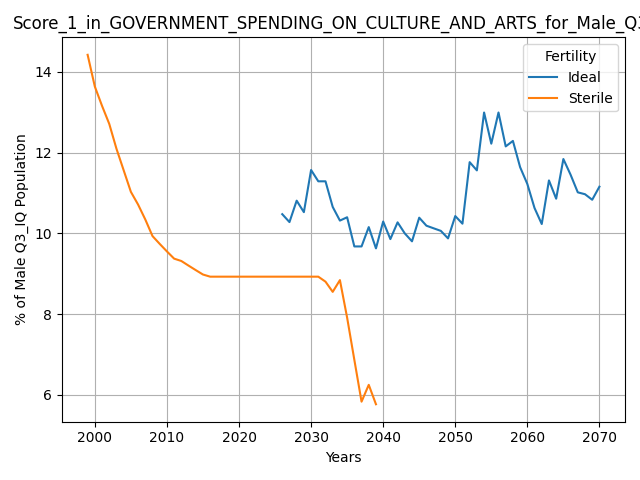 Score_1_in_GOVERNMENT_SPENDING_ON_CULTURE_AND_ARTS_for_Male_Q3
Fertility
Ideal
Sterile
% of Male Q3_IQ Population
14
12
10
8
6
2000 2010 2020 2030 2040 2050 2060 2070
Years